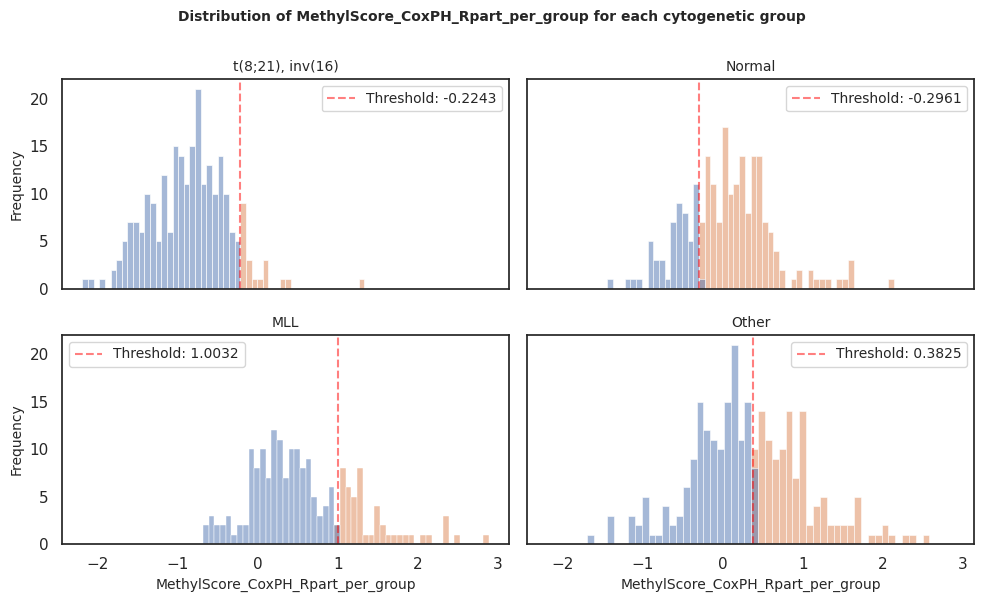 Distribution of MethylScore_CoxPH_Rpart_per_group for each cytogenetic group
t(8;21), inv(16)
Normal
Threshold: -0.2243
Threshold: -0.2961
20
15
10
5
0
Frequency
MLL
Other
Threshold: 1.0032
Threshold: 0.3825
20
15
10
5
0
Frequency
−2 −1 0 1 2 3
−2 −1 0 1 2 3
MethylScore_CoxPH_Rpart_per_group
MethylScore_CoxPH_Rpart_per_group